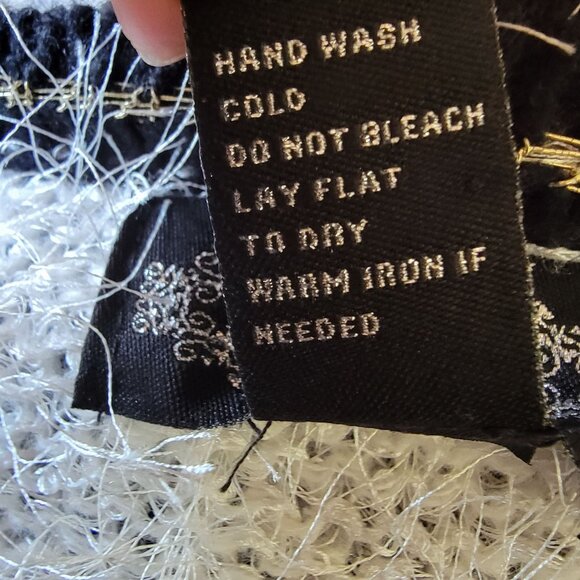 HAND WASH
COLD
DO NOT BLEACH
LAY FLAT
TO DRY
WARM IRON IF
NEEDED